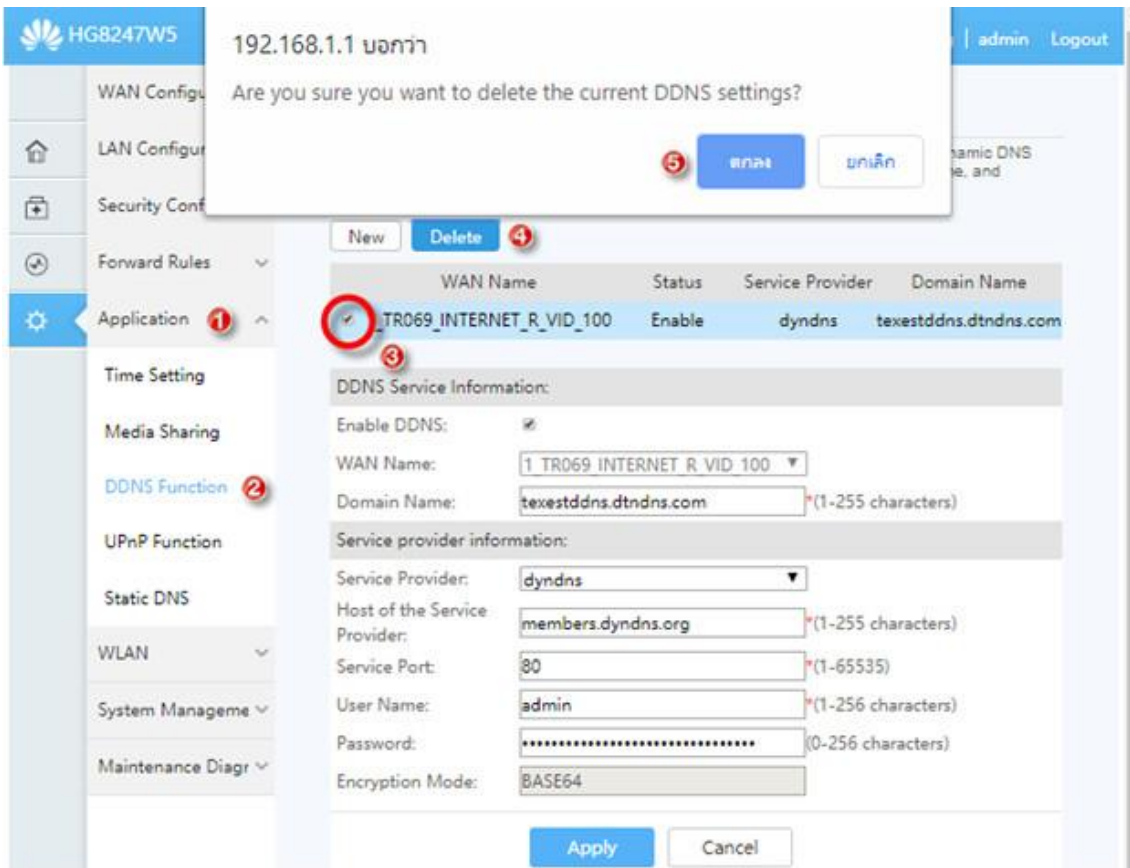 HG8247W5
| admin Logout
192.168.1.1 บอกว่า
Are you sure you want to delete the current DDNS settings?
5 ตกลง ยกเลิก
WAN Configu
LAN Configur
Security Conf
Forward Rules
Application 1
Time Setting
Media Sharing
DDNS Function 2
UPnP Function
Static DNS
WLAN
System Manageme
Maintenance Diagr
namic DNS
e, and
New Delete 4
WAN Name Status Service Provider Domain Name
_TR069_INTERNET_R_VID_100 Enable dyndns texestddns.dtndns.com
3
DDNS Service Information:
Enable DDNS:
WAN Name: 1_TR069_INTERNET_R_VID_100
Domain Name: texestddns.dtndns.com *(1-255 characters)
Service provider information:
Service Provider: dyndns
Host of the Service
Provider: members.dyndns.org *(1-255 characters)
Service Port: 80 *(1-65535)
User Name: admin *(1-256 characters)
Password: •••••••••••••••••••••••••••••••• (0-256 characters)
Encryption Mode: BASE64
Apply Cancel